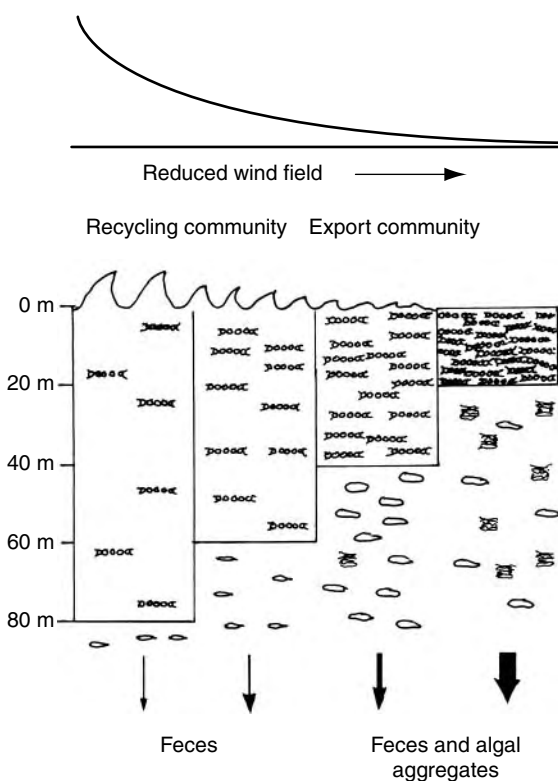 Reduced wind field
Recycling community Export community
0 m
20 m
40 m
60 m
80 m
Feces Feces and algal
aggregates